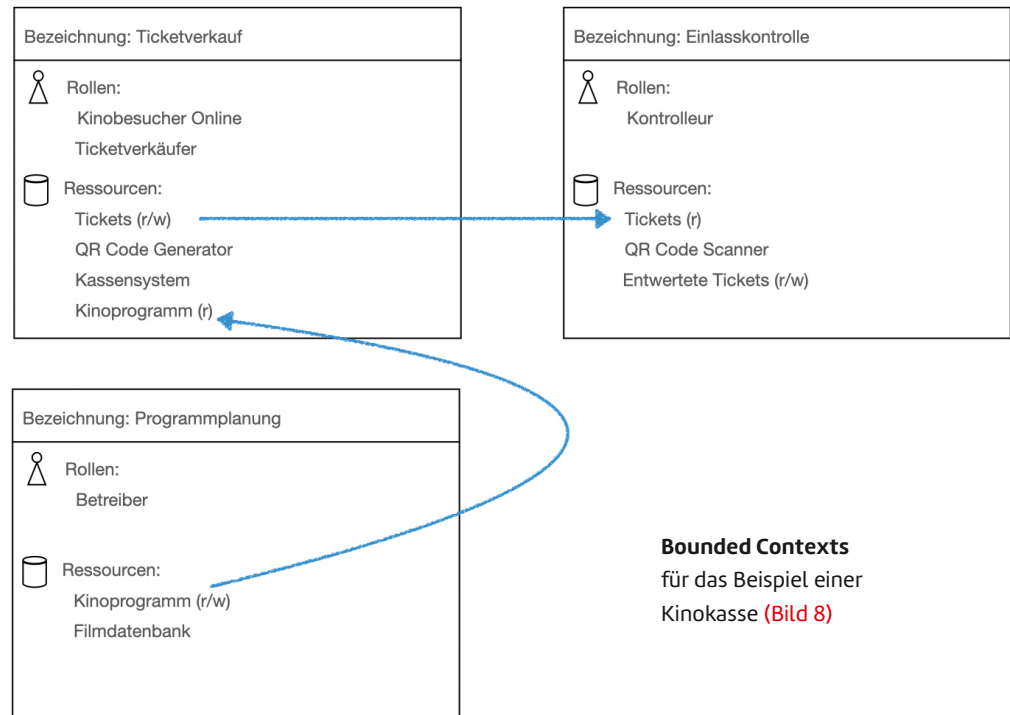 Bezeichnung: Ticketverkauf
Rollen:
Kinobesucher Online
Ticketverkäufer
Ressourcen:
Tickets (r/w)
QR Code Generator
Kassensystem
Kinoprogramm (r)
Bezeichnung: Einlasskontrolle
Rollen:
Kontrolleur
Ressourcen:
Tickets (r)
QR Code Scanner
Entwertete Tickets (r/w)
Bezeichnung: Programmplanung
Rollen:
Betreiber
Ressourcen:
Kinoprogramm (r/w)
Filmdatenbank
Bounded Contexts
für das Beispiel einer
Kinokasse (Bild 8)